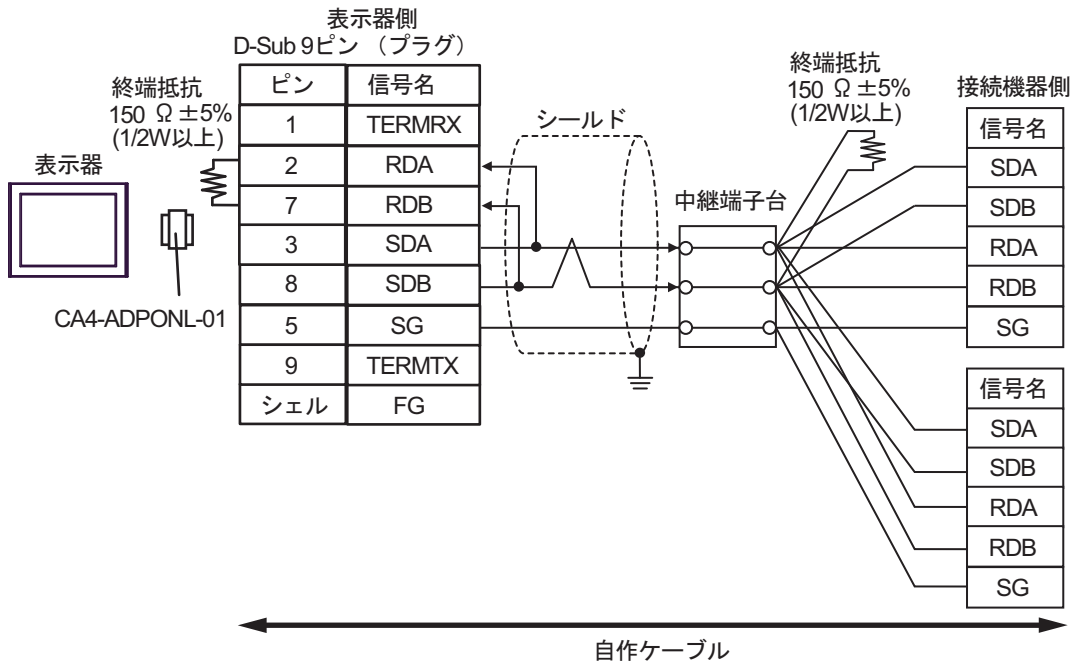 表示器側
D-Sub 9ピン （プラグ）
終端抵抗
150 Ω ±5%
(1/2W以上)
表示器
CA4-ADPONL-01
ピン 信号名
1 TERMRX
2 RDA
7 RDB
3 SDA
8 SDB
5 SG
9 TERMTX
シェル FG
シールド
中継端子台
終端抵抗
150 Ω ±5%
(1/2W以上)
接続機器側
信号名
SDA
SDB
RDA
RDB
SG
信号名
SDA
SDB
RDA
RDB
SG
自作ケーブル